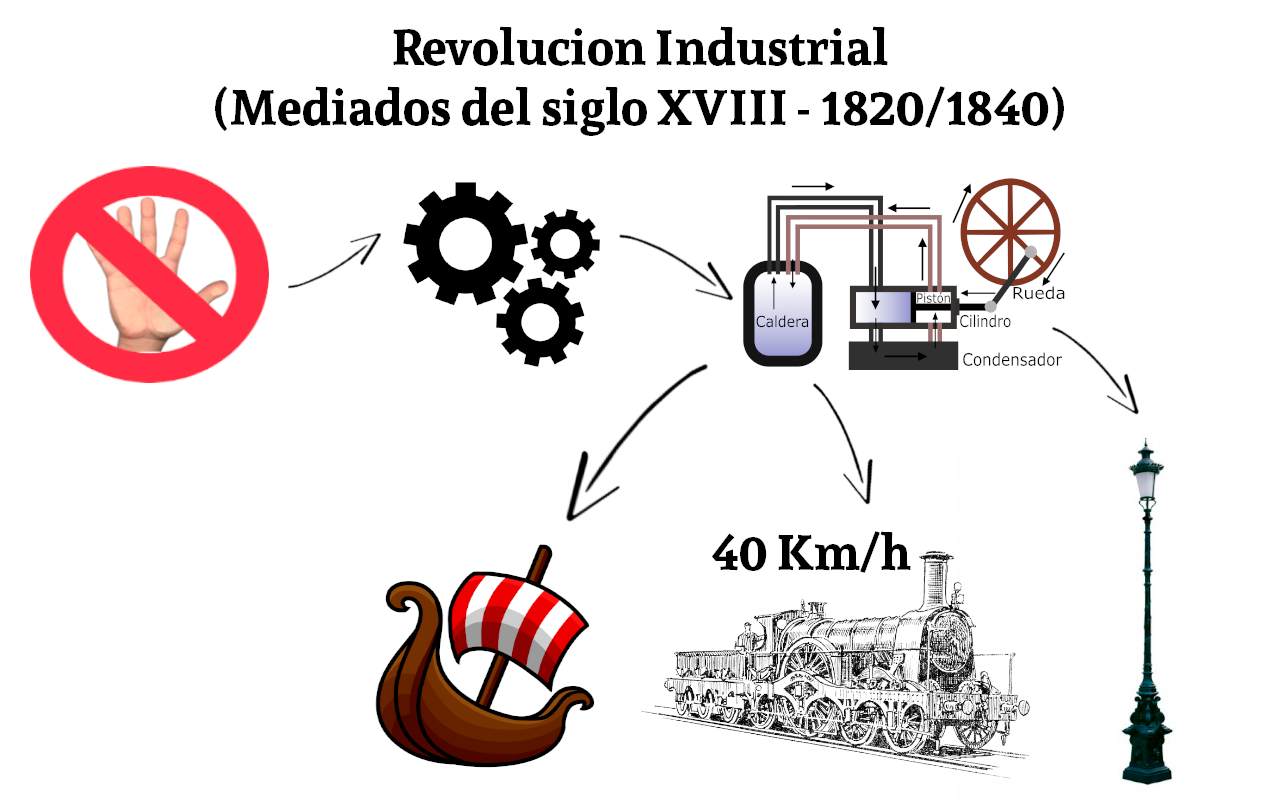 Revolucion Industrial
(Mediados del siglo XVIII - 1820/1840)
Caldera
Pistón
Rueda
Cilindro
Condensador
40 Km/h